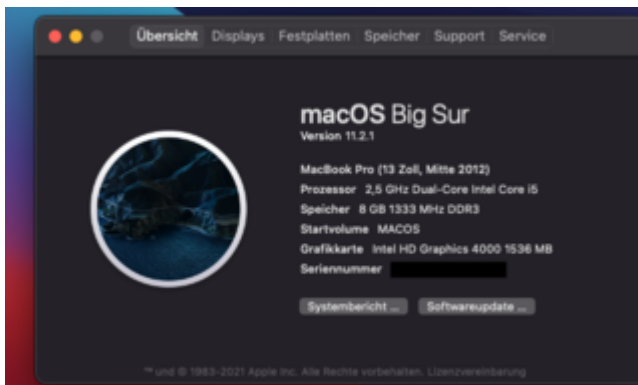 Übersicht Displays Festplatten Speicher Support Service
macOS Big Sur
Version 11.2.1
MacBook Pro (13 Zoll, Mitte 2012)
Prozessor 2,5 GHz Dual-Core Intel Core i5
Speicher 8 GB 1333 MHz DDR3
Startvolume MACOS
Grafikkarte Intel HD Graphics 4000 1536 MB
Seriennummer
Systembericht ... Softwareupdate ...
™ und © 1983-2021 Apple Inc. Alle Rechte vorbehalten. Lizenzvereinbarung